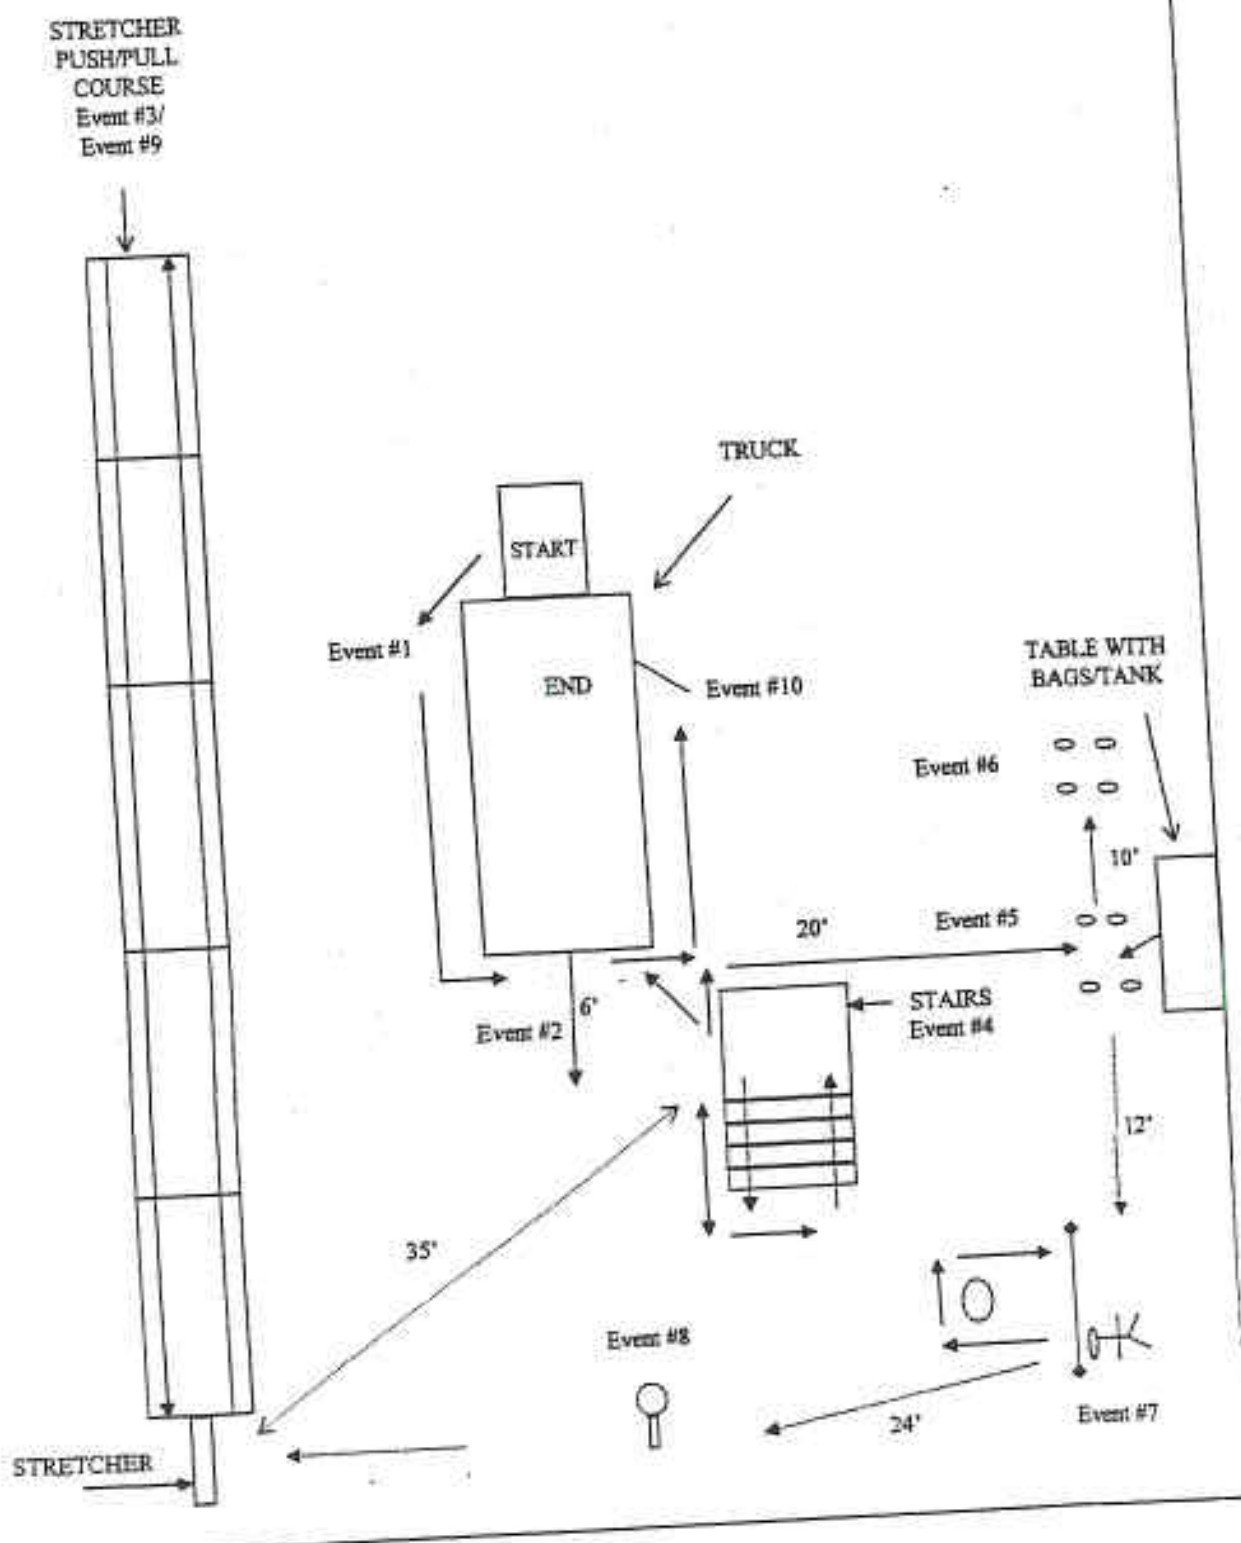 STRETCHER
PUSH/PULL
COURSE
Event #3/
Event #9
TRUCK
START
Event #1
END
Event #10
TABLE WITH
BAGS/TANK
Event #6
10'
Event #5
20'
STAIRS
Event #4
6'
Event #2
12'
35'
Event #8
24'
Event #7
STRETCHER